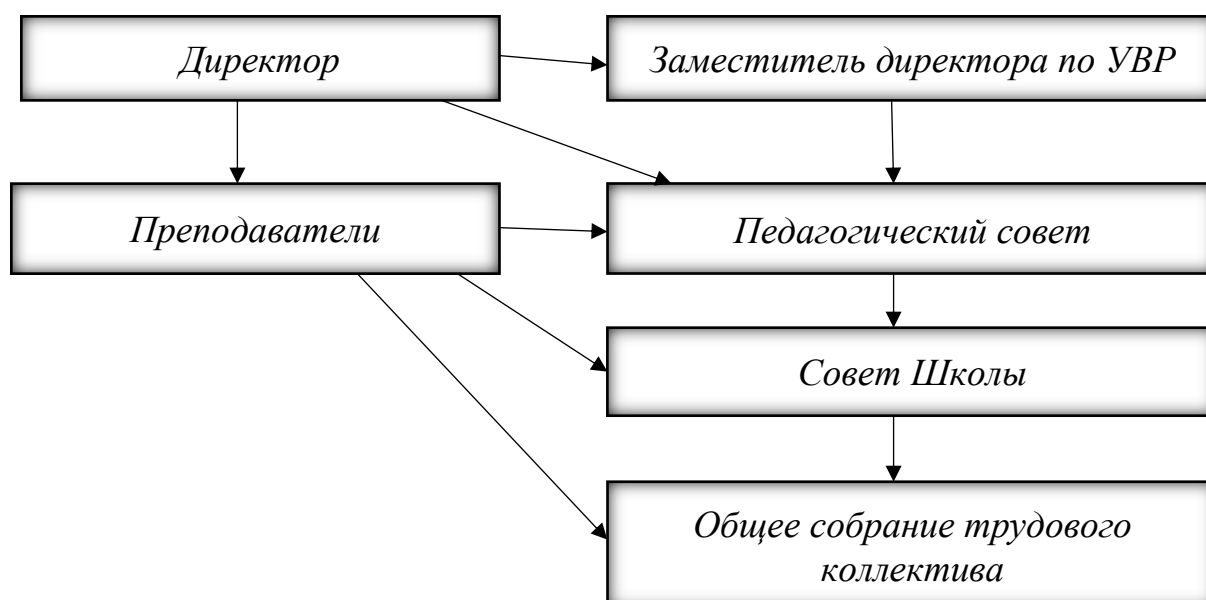 Директор
Заместитель директора по УВР
Преподаватели
Педагогический совет
Совет Школы
Общее собрание трудового
коллектива